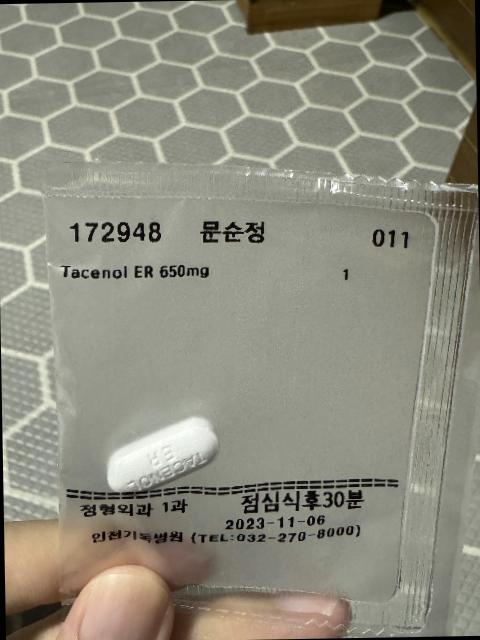 172948 문순정 011
Tacenol ER 650mg 1
TACENOL
ER
정형외과 1과 점심식후30분
2023-11-06
인천기독병원 (TEL:032-270-8000)